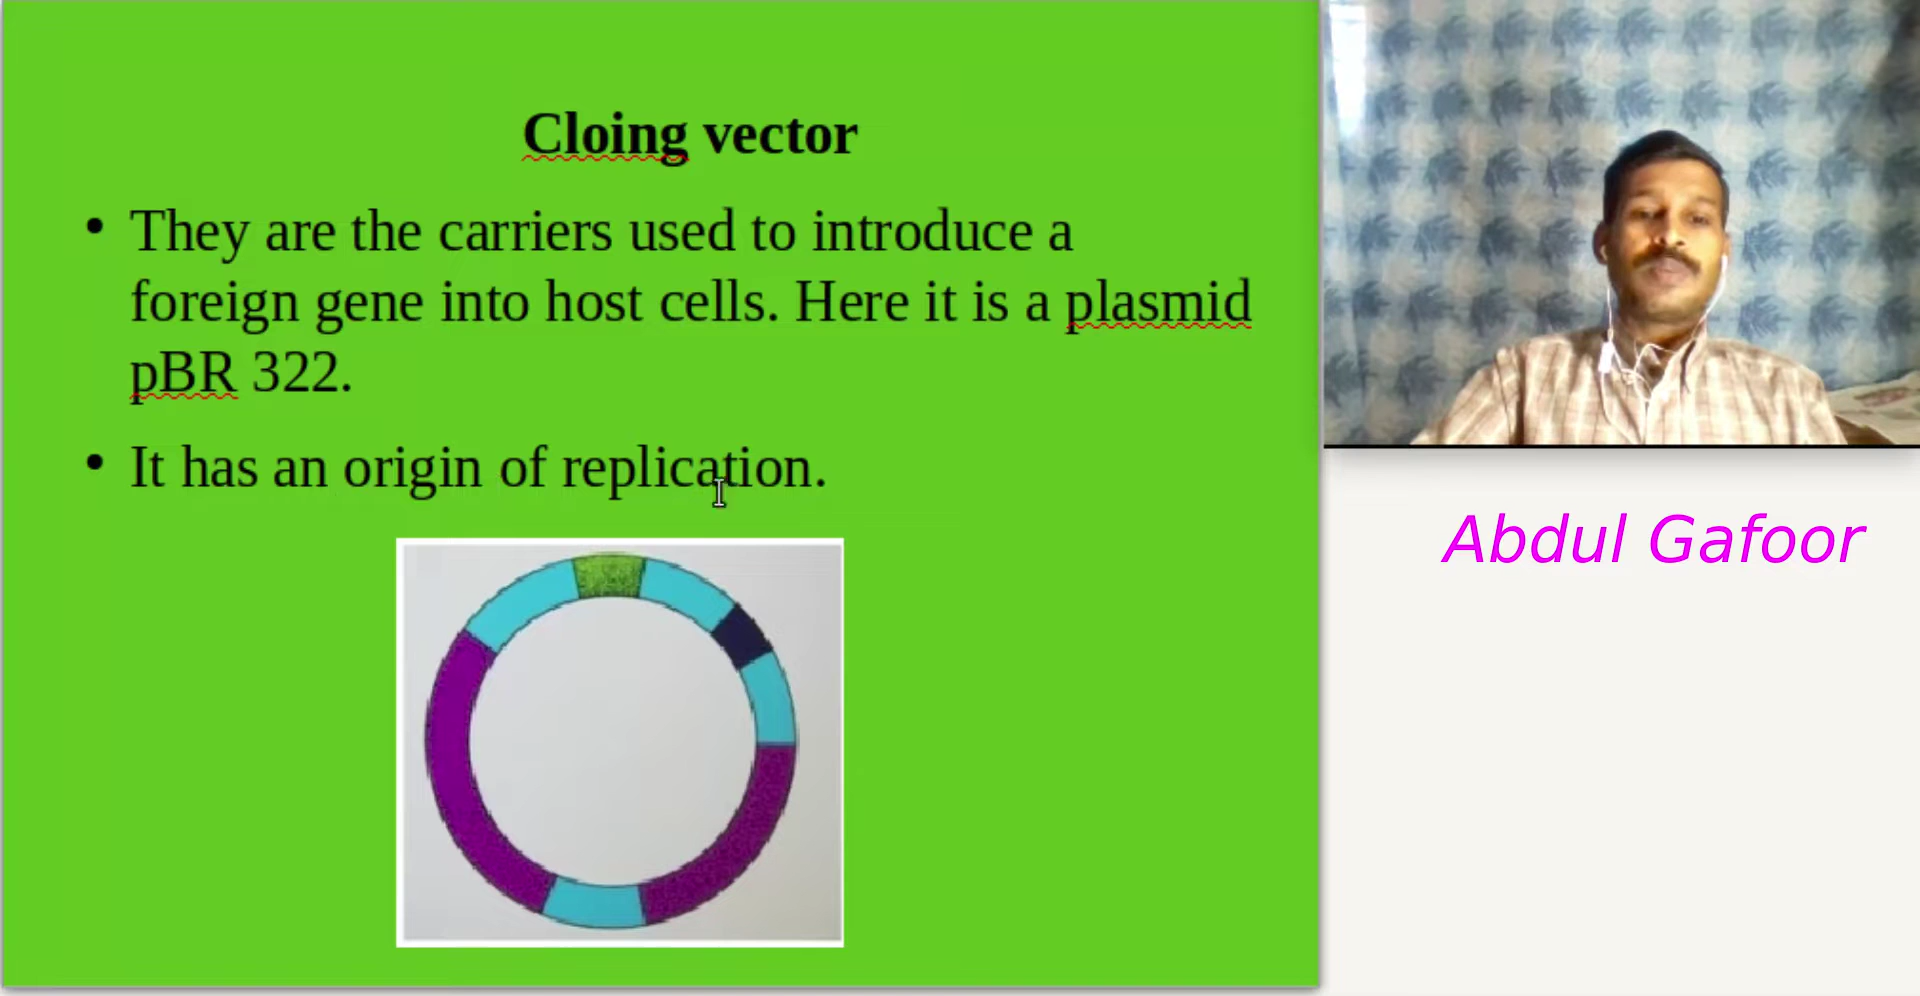 Cloing vector
• They are the carriers used to introduce a
foreign gene into host cells. Here it is a plasmid
pBR 322.
• It has an origin of replication.
Abdul Gafoor